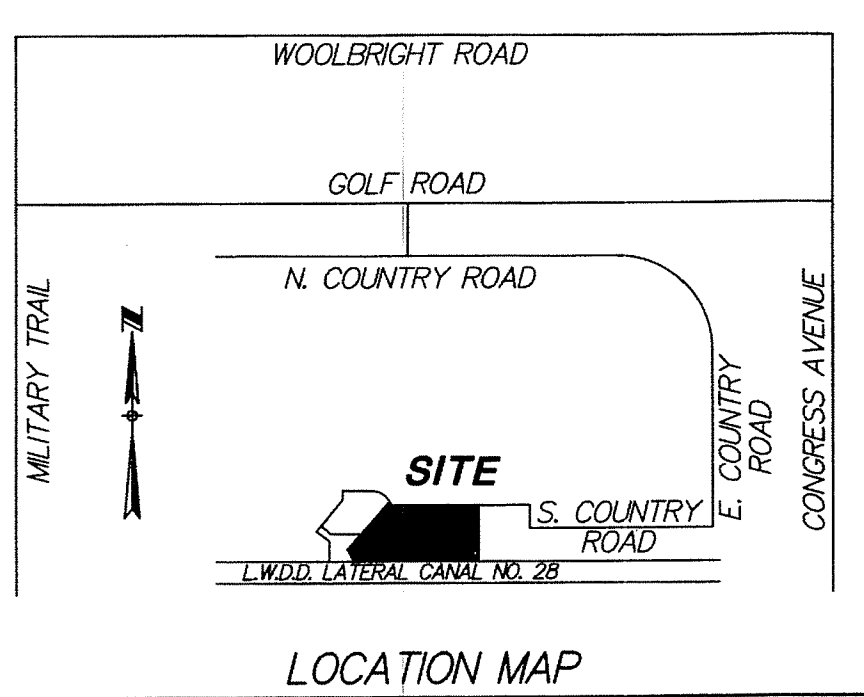 WOOLBRIGHT ROAD
GOLF ROAD
N. COUNTRY ROAD
MILITARY TRAIL
N
E. COUNTRY
ROAD
CONGRESS AVENUE
SITE
S. COUNTRY
ROAD
L.W.D.D. LATERAL CANAL NO. 28
LOCATION MAP